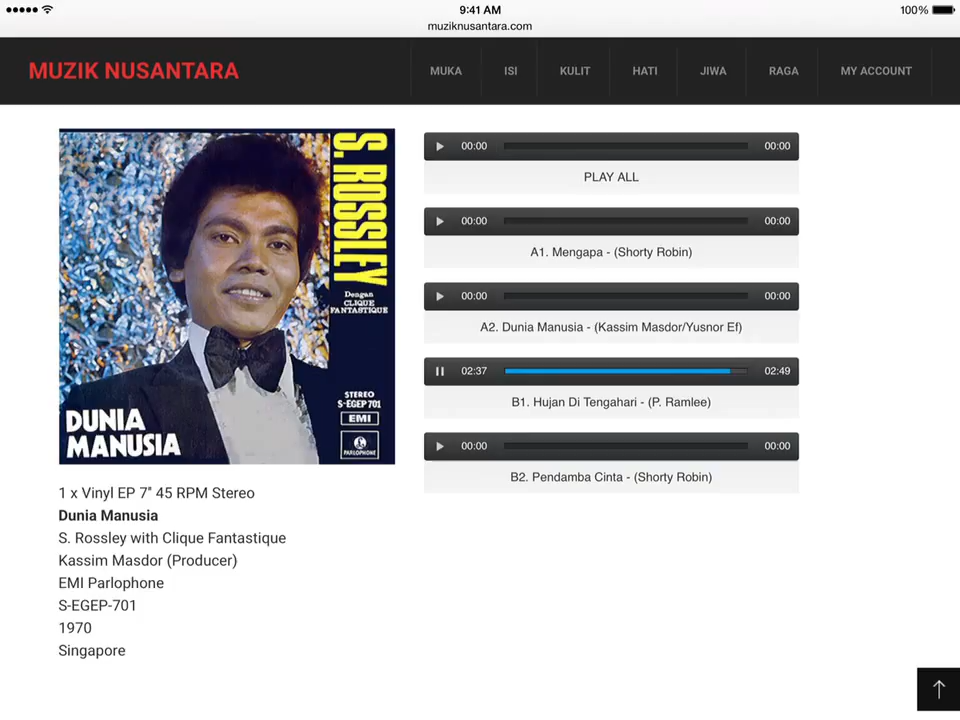 9:41 AM
100%
muziknusantara.com
MUZIK NUSANTARA
MUKA
ISI
KULIT
HATI
JIWA
RAGA
MY ACCOUNT
S. ROSSLEY
Dengan
CLIQUE
FANTASTIQUE
STEREO
S-EGEP 701
EMI
PARLOPHONE
DUNIA
MANUSIA
1 x Vinyl EP 7" 45 RPM Stereo
Dunia Manusia
S. Rossley with Clique Fantastique
Kassim Masdor (Producer)
EMI Parlophone
S-EGEP-701
1970
Singapore
00:00 00:00
PLAY ALL
00:00 00:00
A1. Mengapa - (Shorty Robin)
00:00 00:00
A2. Dunia Manusia - (Kassim Masdor/Yusnor Ef)
02:37 02:49
B1. Hujan Di Tengahari - (P. Ramlee)
00:00 00:00
B2. Pendamba Cinta - (Shorty Robin)